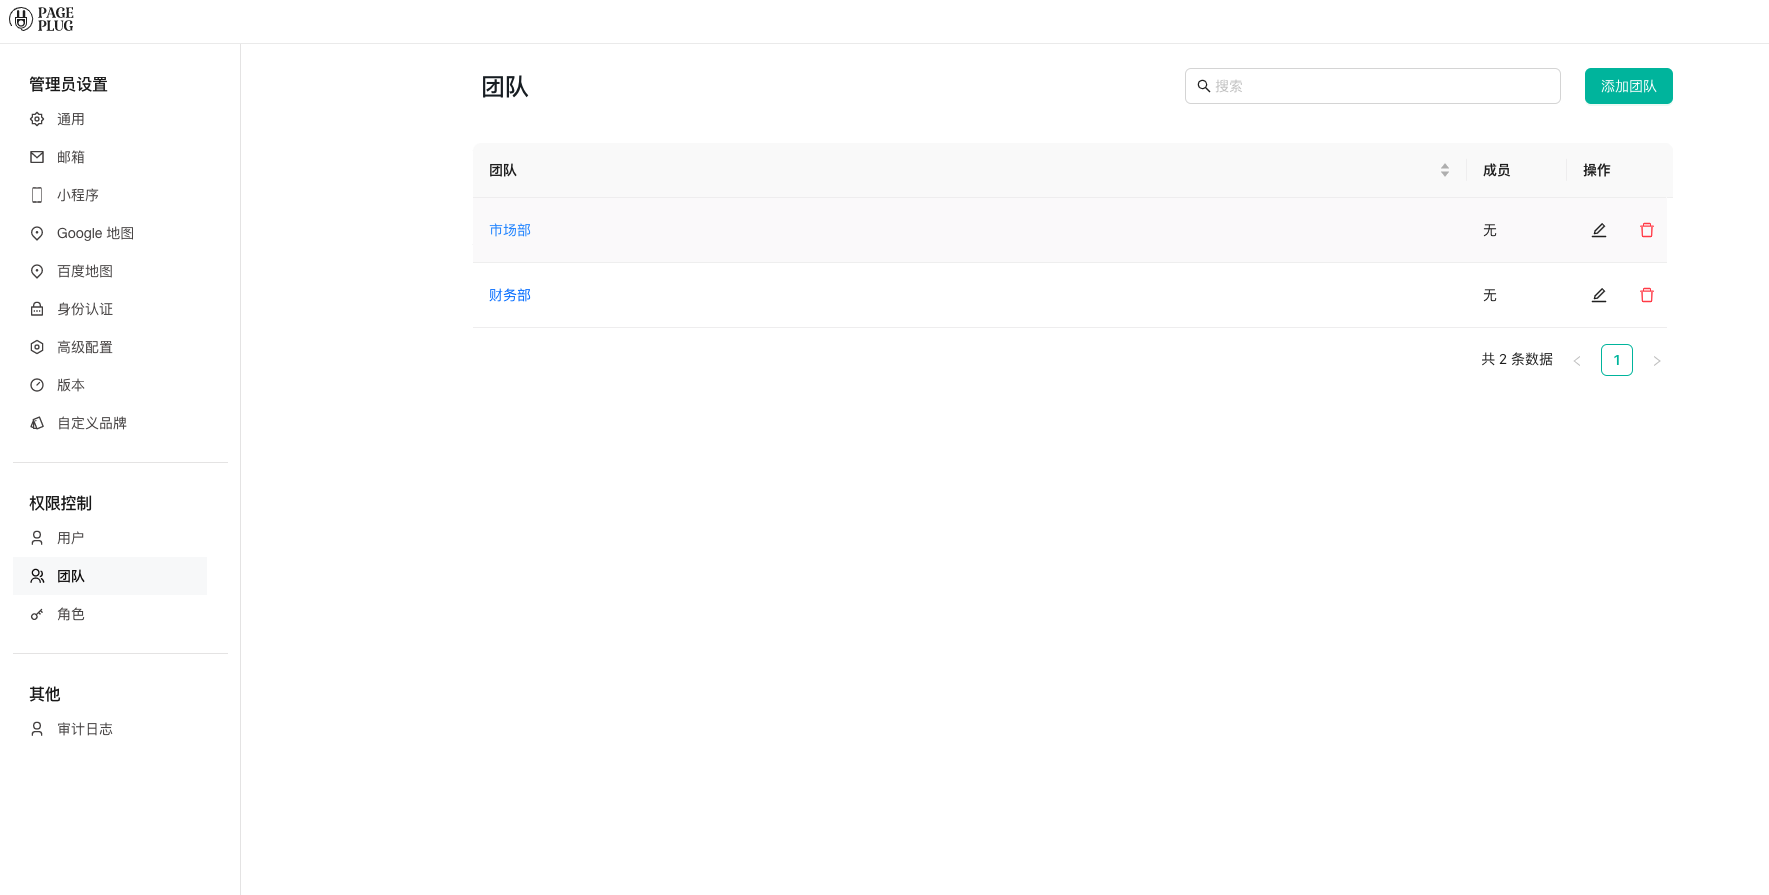 PAGE
PLUG
管理员设置
通用
邮箱
小程序
Google 地图
百度地图
身份认证
高级配置
版本
自定义品牌
权限控制
用户
团队
角色
其他
审计日志
团队
搜索
添加团队
团队 成员 操作
市场部 无
财务部 无
共 2 条数据 1